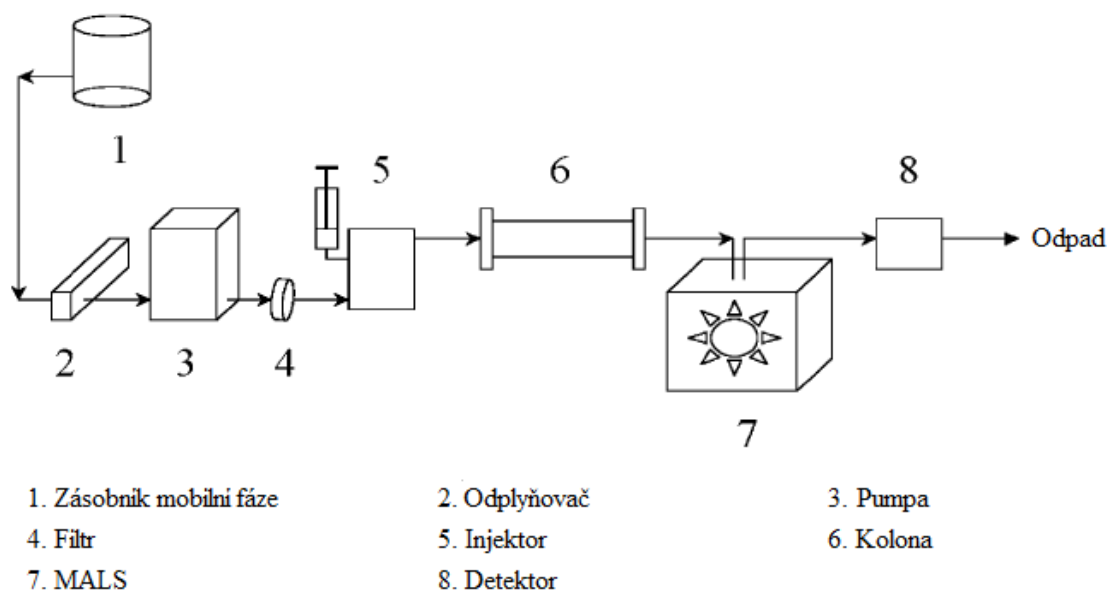 1
5
6
8
Odpad
2
3
4
7
1. Zásobník mobilní fáze 2. Odplyňovač 3. Pumpa
4. Filtr 5. Injektor 6. Kolona
7. MALS 8. Detektor